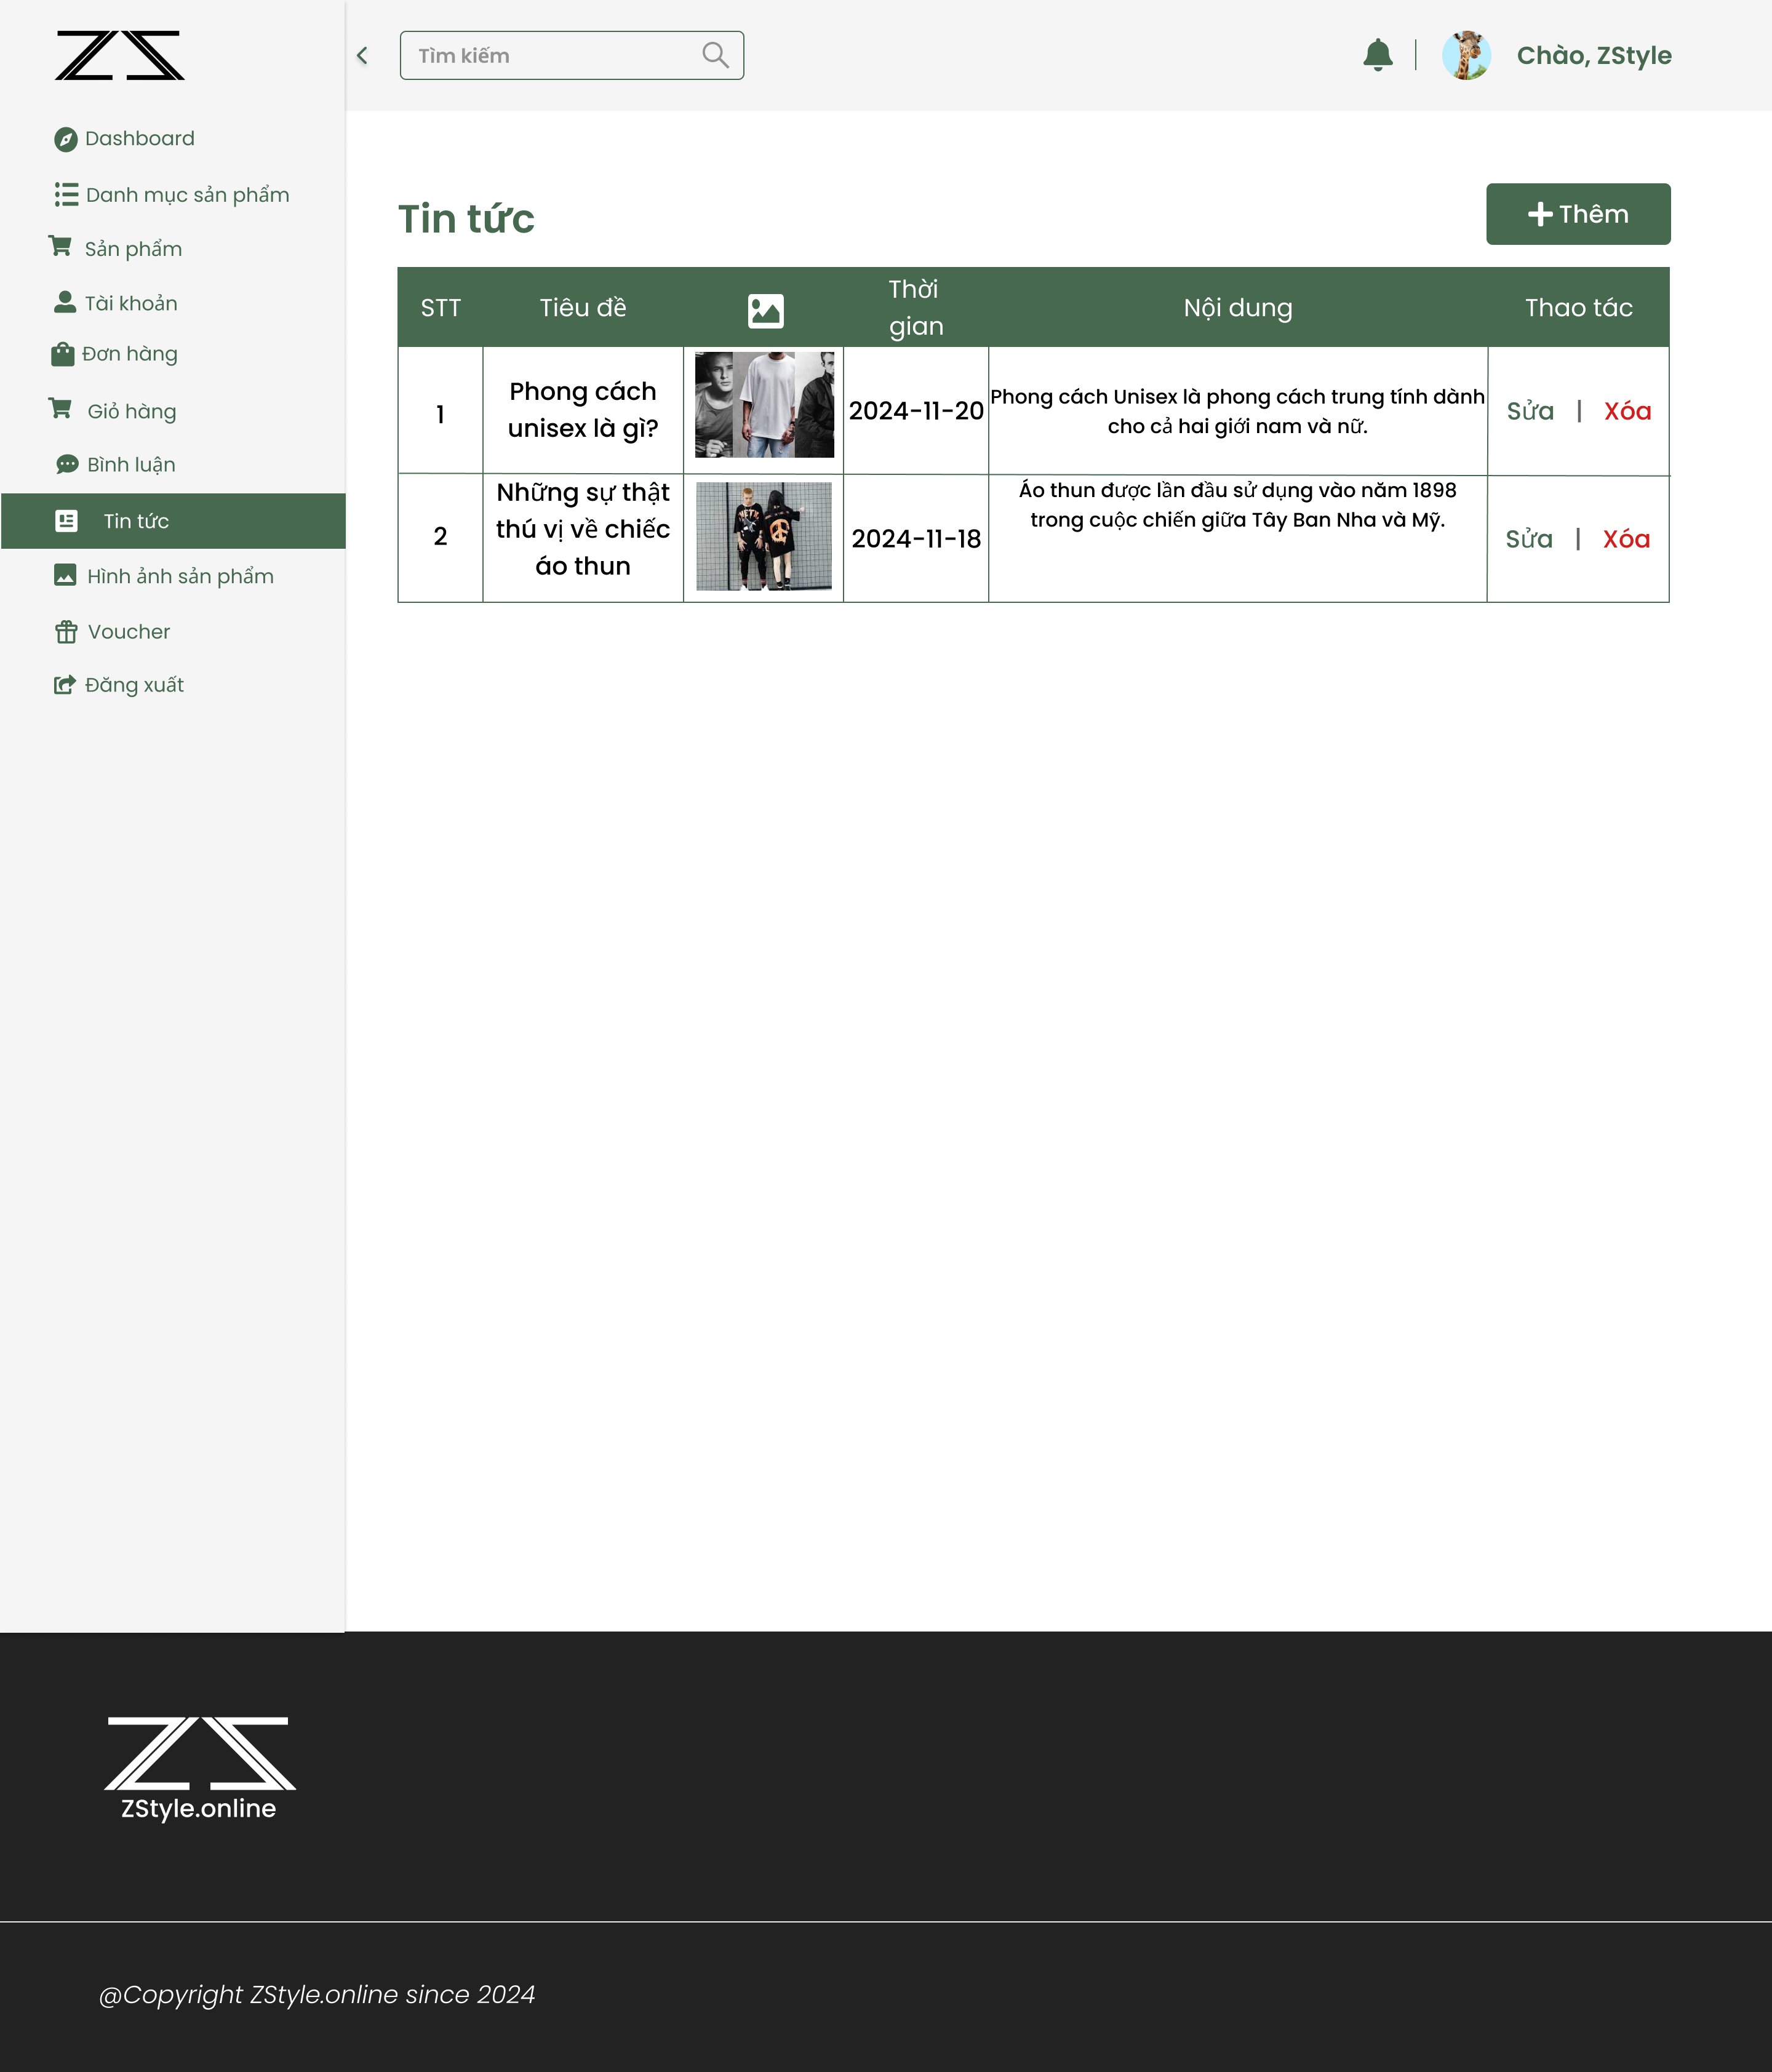 ZS
Tìm kiếm
Chào, ZStyle
Dashboard
Danh mục sản phẩm
Sản phẩm
Tài khoản
Đơn hàng
Giỏ hàng
Bình luận
Tin tức
Hình ảnh sản phẩm
Voucher
Đăng xuất
Tin tức
Thêm
STT
Tiêu đề
Thời
gian
Nội dung
Thao tác
1
Phong cách
unisex là gì?
2024-11-20
Phong cách Unisex là phong cách trung tính dành
cho cả hai giới nam và nữ.
Sửa | Xóa
2
Những sự thật
thú vị về chiếc
áo thun
2024-11-18
Áo thun được lần đầu sử dụng vào năm 1898
trong cuộc chiến giữa Tây Ban Nha và Mỹ.
Sửa | Xóa
ZS
ZStyle.online
@Copyright ZStyle.online since 2024